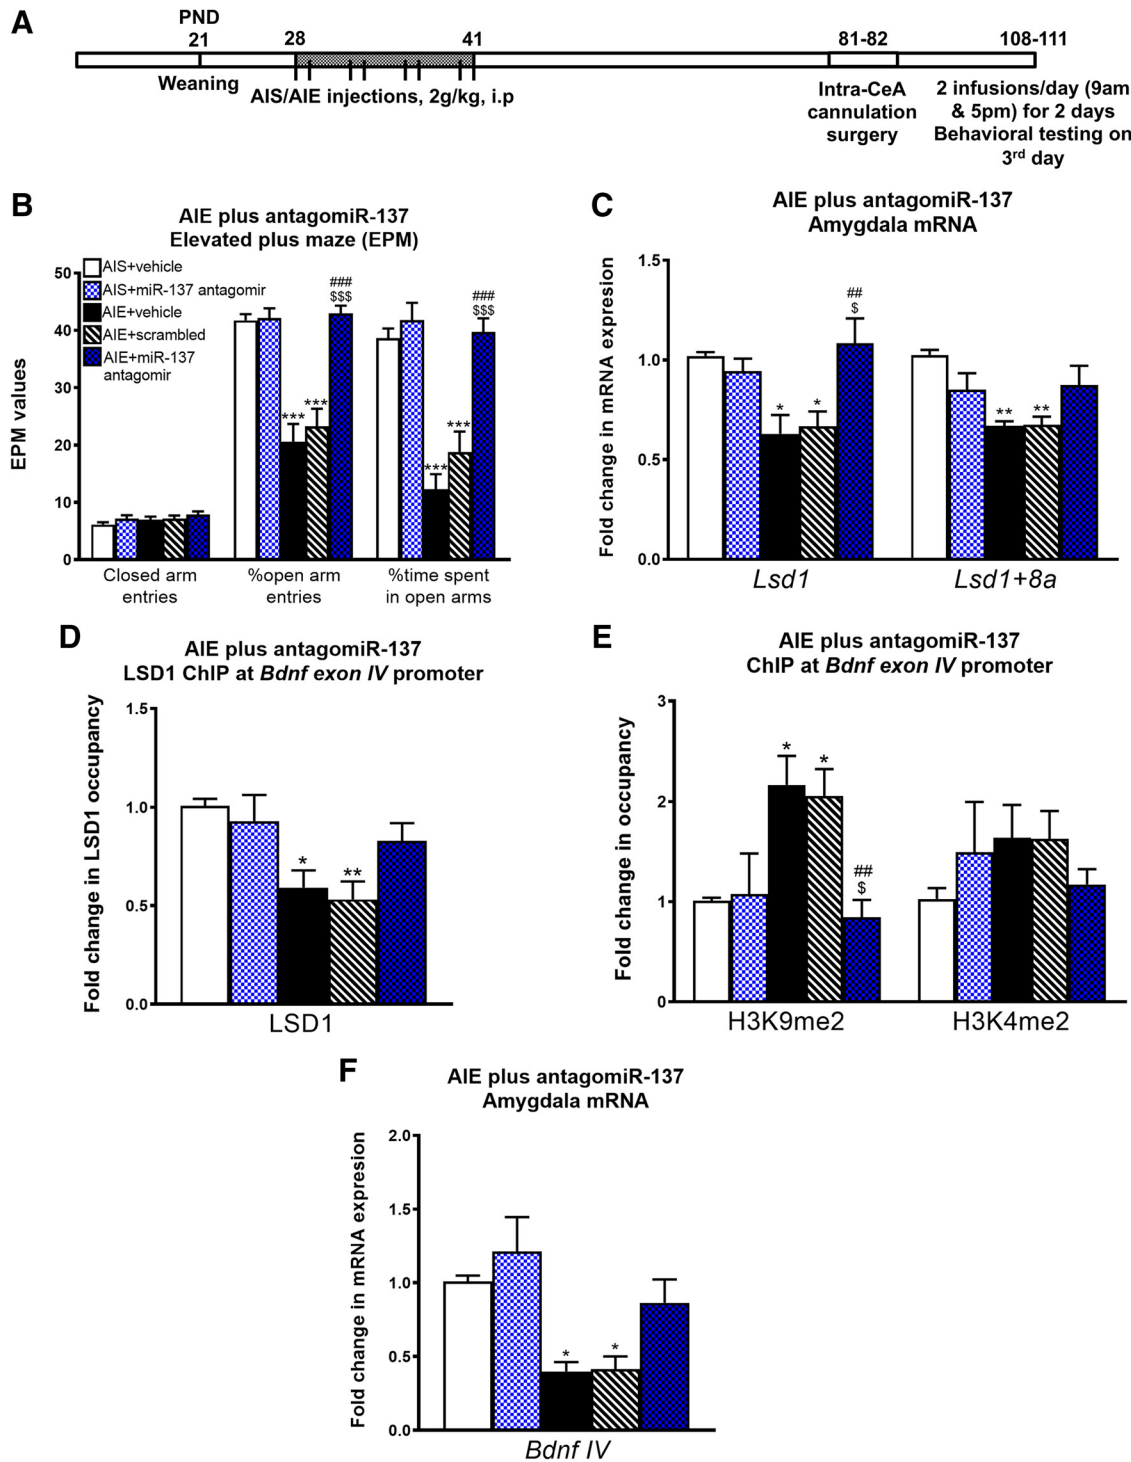 A
PND
21
28
41
81-82
108-111
Weaning
AIS/AIE injections, 2g/kg, i.p
Intra-CeA
cannulation
surgery
2 infusions/day (9am
& 5pm) for 2 days
Behavioral testing on
3rd day
B
AIE plus antagomiR-137
Elevated plus maze (EPM)
EPM values
50
40
30
20
10
0
AIS+vehicle
AIS+miR-137 antagomir
AIE+vehicle
AIE+scrambled
AIE+miR-137
antagomir
***
***
###
$$$
***
***
###
$$$
Closed arm
entries
%open arm
entries
%time spent
in open arms
C
AIE plus antagomiR-137
Amygdala mRNA
Fold change in mRNA expresion
1.5
1.0
0.5
0.0
*
*
##
$
**
**
Lsd1
Lsd1+8a
D
AIE plus antagomiR-137
LSD1 ChIP at Bdnf exon IV promoter
Fold change in LSD1 occupancy
1.5
1.0
0.5
0.0
*
**
LSD1
E
AIE plus antagomiR-137
ChIP at Bdnf exon IV promoter
Fold change in occupancy
3
2
1
0
*
*
##
$
H3K9me2
H3K4me2
F
AIE plus antagomiR-137
Amygdala mRNA
Fold change in mRNA expresion
2.0
1.5
1.0
0.5
0.0
*
*
Bdnf IV